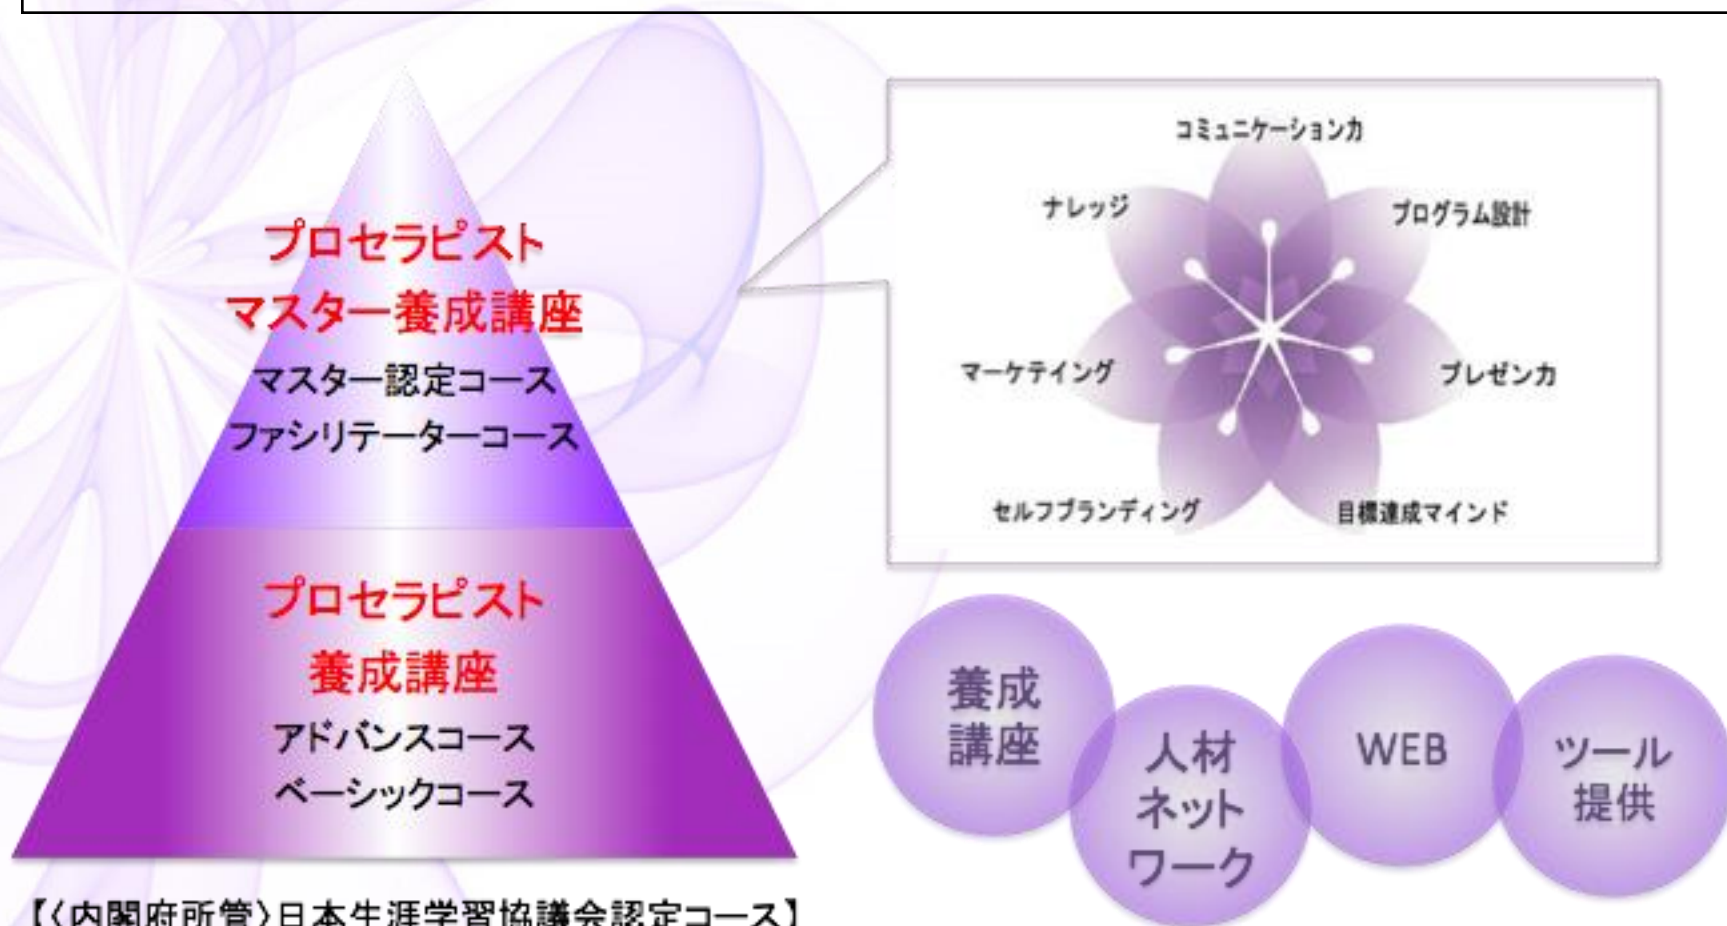 プロセラピスト
マスター養成講座
マスター認定コース
ファシリテーターコース
プロセラピスト
養成講座
アドバンスコース
ベーシックコース
【〈内閣府所管〉日本生涯学習協議会認定コース】
コミュニケーション力
ナレッジ
プログラム設計
マーケテイング
プレゼン力
セルフブランディング
目標達成マインド
養成
講座
人材
ネット
ワーク
WEB
ツール
提供